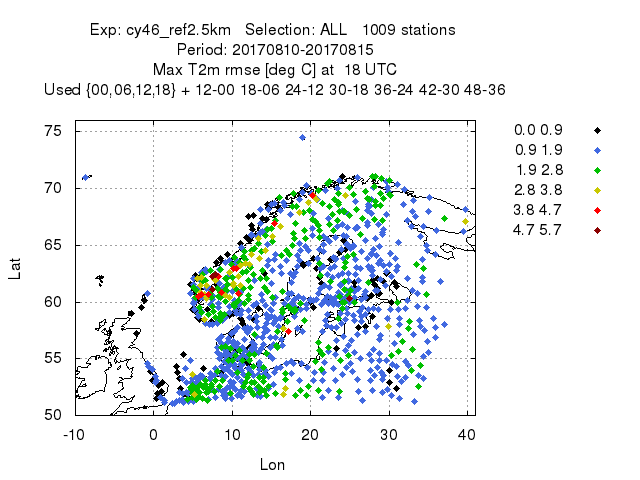 Exp: cy46_ref2.5km Selection: ALL 1009 stations
Period: 20170810-20170815
Max T2m rmse [deg C] at 18 UTC
Used {00,06,12,18} + 12-00 18-06 24-12 30-18 36-24 42-30 48-36
0.0 0.9
0.9 1.9
1.9 2.8
2.8 3.8
3.8 4.7
4.7 5.7
75
70
65
60
55
50
Lat
-10 0 10 20 30 40
Lon